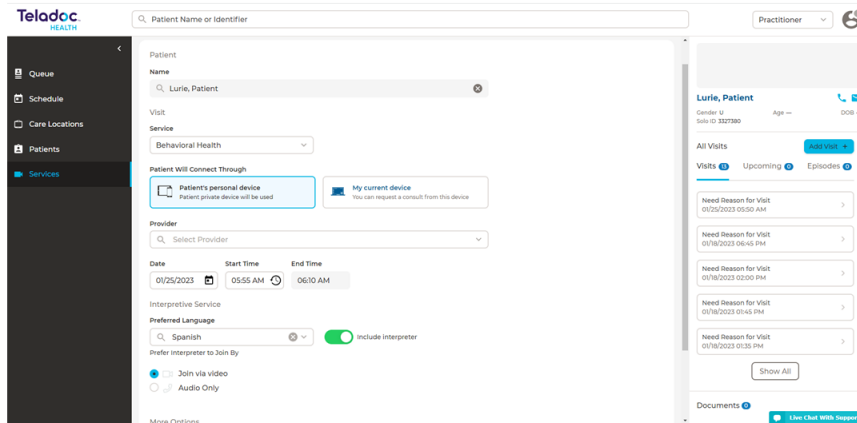 Teladoc
HEALTH
Patient Name or Identifier
Practitioner
Queue
Schedule
Care Locations
Patients
Services
Patient
Name
Lurie, Patient
Visit
Service
Behavioral Health
Patient Will Connect Through
Patient's personal device
Patient private device will be used
My current device
You can request a consult from this device
Provider
Select Provider
Date
Start Time
End Time
01/25/2023
05:55 AM
06:10 AM
Interpretive Service
Preferred Language
Spanish
Include interpreter
Prefer Interpreter to Join By
Join via video
Audio Only
More Options
Lurie, Patient
Gender U
Age —
DOB
Solo ID 3327380
All Visits
Add Visit +
Visits 13
Upcoming 0
Episodes 0
Need Reason for Visit
01/25/2023 05:50 AM
Need Reason for Visit
01/19/2023 06:45 PM
Need Reason for Visit
01/18/2023 02:00 PM
Need Reason for Visit
01/18/2023 01:45 PM
Need Reason for Visit
01/18/2023 01:35 PM
Show All
Documents 0
Live Chat With Suppor